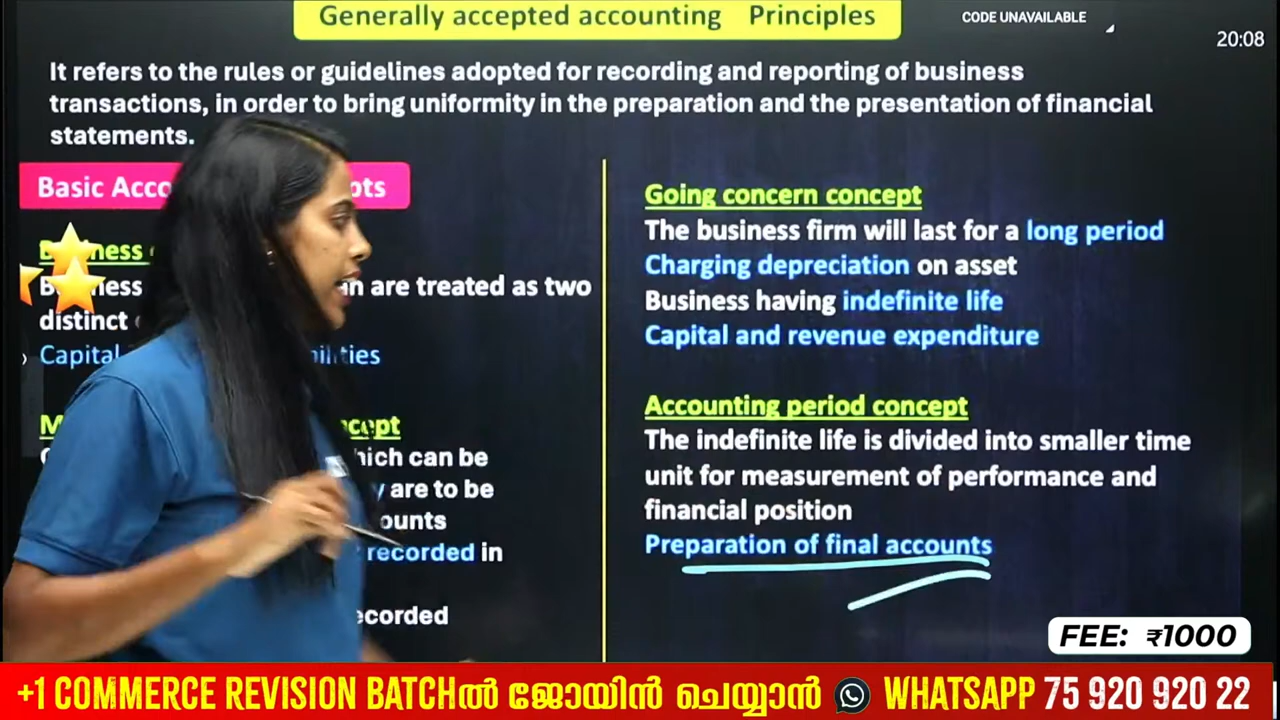 Generally accepted accounting Principles
CODE UNAVAILABLE
20:08
It refers to the rules or guidelines adopted for recording and reporting of business
transactions, in order to bring uniformity in the preparation and the presentation of financial
statements.
Basic
are treated as two
distinct
Capital
hich can be
are to be
recorded in
Going concern concept
The business firm will last for a long period
Charging depreciation on asset
Business having indefinite life
Capital and revenue expenditure
Accounting period concept
The indefinite life is divided into smaller time
unit for measurement of performance and
financial position
Preparation of final accounts
FEE: ₹1000
+1 COMMERCE REVISION BATCHൽ ജോയിൻ ചെയ്യാൻ WHATSAPP 75 920 920 22